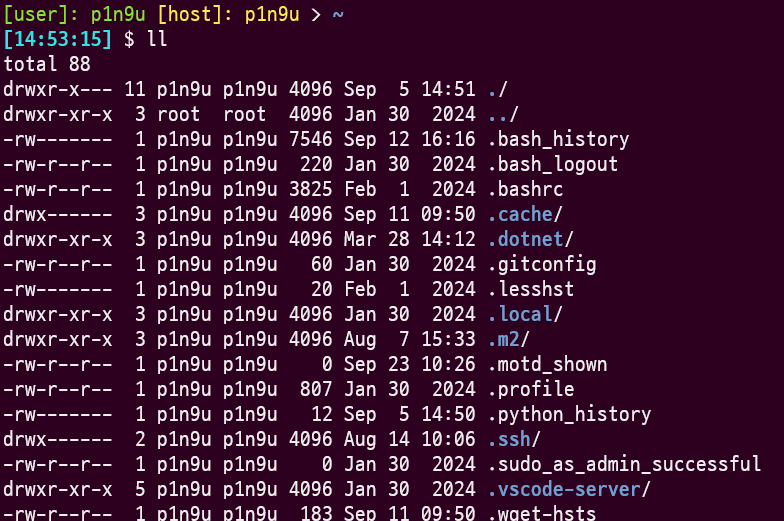 [user]: p1n9u [host]: p1n9u > ~
[14:53:15] $ ll
total 88
drwxr-x--- 11 p1n9u p1n9u 4096 Sep  5 14:51 ./
drwxr-xr-x  3 root  root  4096 Jan 30  2024 ../
-rw-------  1 p1n9u p1n9u 7546 Sep 12 16:16 .bash_history
-rw-r--r--  1 p1n9u p1n9u  220 Jan 30  2024 .bash_logout
-rw-r--r--  1 p1n9u p1n9u 3825 Feb  1  2024 .bashrc
drwx------  3 p1n9u p1n9u 4096 Sep 11 09:50 .cache/
drwxr-xr-x  3 p1n9u p1n9u 4096 Mar 28 14:12 .dotnet/
-rw-r--r--  1 p1n9u p1n9u   60 Jan 30  2024 .gitconfig
-rw-------  1 p1n9u p1n9u   20 Feb  1  2024 .lesshst
drwxr-xr-x  3 p1n9u p1n9u 4096 Jan 30  2024 .local/
drwxr-xr-x  3 p1n9u p1n9u 4096 Aug  7 15:33 .m2/
-rw-r--r--  1 p1n9u p1n9u    0 Sep 23 10:26 .motd_shown
-rw-r--r--  1 p1n9u p1n9u  807 Jan 30  2024 .profile
-rw-------  1 p1n9u p1n9u   12 Sep  5 14:50 .python_history
drwx------  2 p1n9u p1n9u 4096 Aug 14 10:06 .ssh/
-rw-r--r--  1 p1n9u p1n9u    0 Jan 30  2024 .sudo_as_admin_successful
drwxr-xr-x  5 p1n9u p1n9u 4096 Jan 30  2024 .vscode-server/
-rw-r--r--  1 p1n9u p1n9u  183 Sep 11 09:50 .wget-hsts